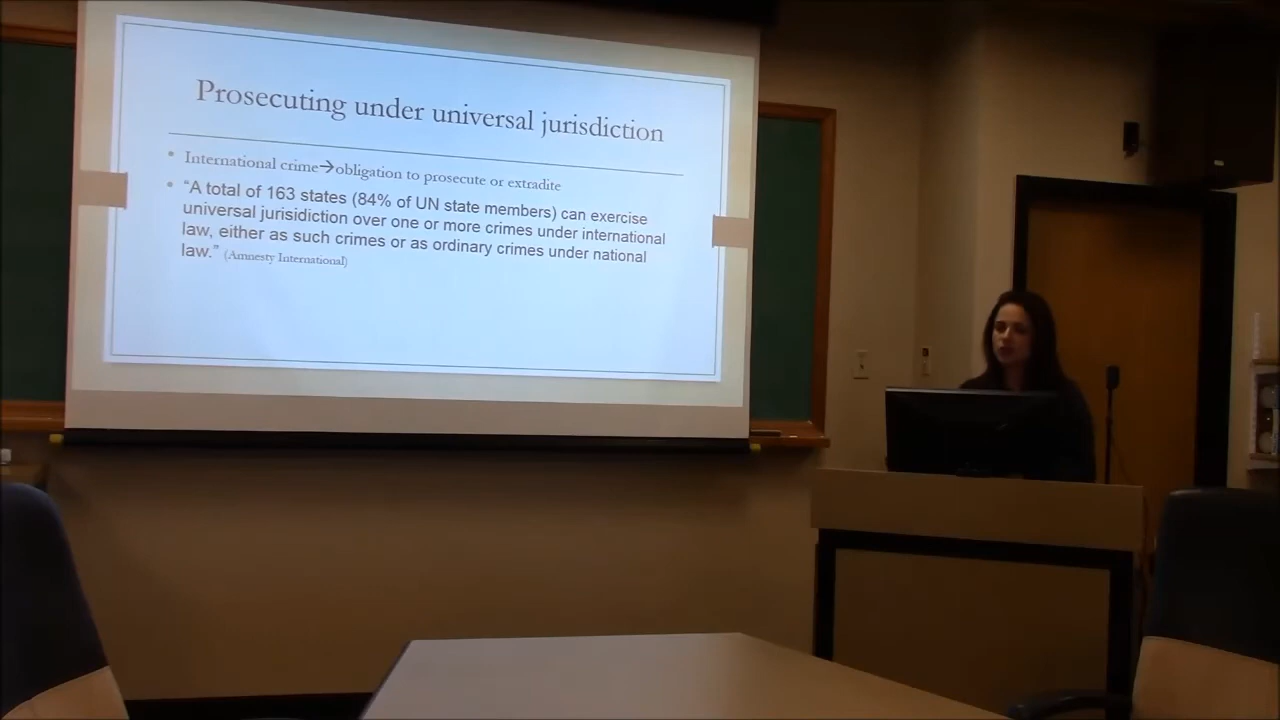 Prosecuting under universal jurisdiction
• International crime→obligation to prosecute or extradite
• “A total of 163 states (84% of UN state members) can exercise
universal jurisidiction over one or more crimes under international
law, either as such crimes or as ordinary crimes under national
law.” (Amnesty International)